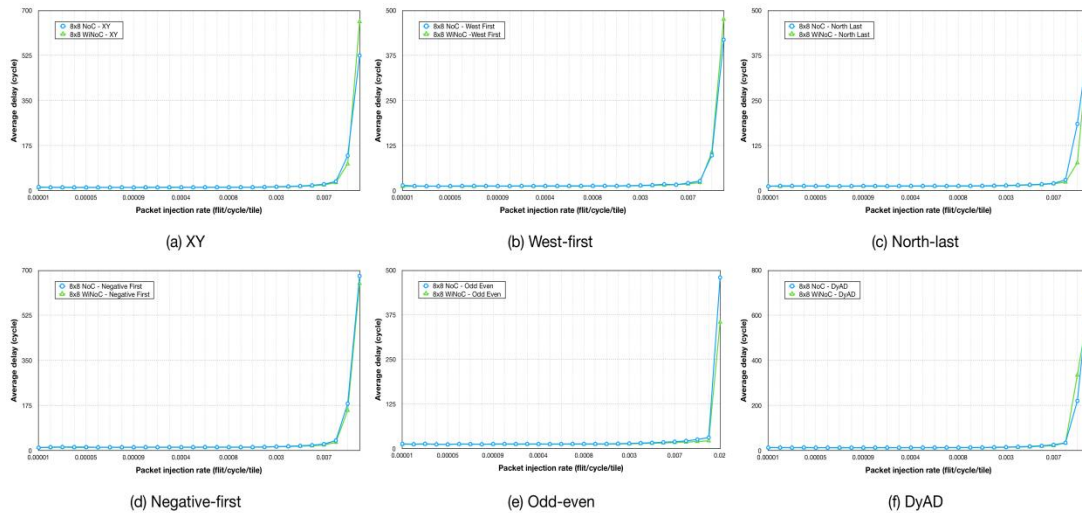 700
8x8 NoC - XY
8x8 WiNoC - XY
525
350
175
0
Average delay (cycle)
0.00001 0.00005 0.00009 0.0004 0.0008 0.003 0.007
Packet injection rate (flit/cycle/tile)
(a) XY
500
8x8 NoC - West First
8x8 WiNoC - West First
375
250
125
0
Average delay (cycle)
0.00001 0.00005 0.00009 0.0004 0.0008 0.003 0.007
Packet injection rate (flit/cycle/tile)
(b) West-first
500
8x8 NoC - North Last
8x8 WiNoC - North Last
375
250
125
0
Average delay (cycle)
0.00001 0.00005 0.00009 0.0004 0.0008 0.003 0.007
Packet injection rate (flit/cycle/tile)
(c) North-last
700
8x8 NoC - Negative First
8x8 WiNoC - Negative First
525
350
175
0
Average delay (cycle)
0.00001 0.00005 0.00009 0.0004 0.0008 0.003 0.007
Packet injection rate (flit/cycle/tile)
(d) Negative-first
500
8x8 NoC - Odd Even
8x8 WiNoC - Odd Even
375
250
125
0
Average delay (cycle)
0.00001 0.00005 0.00009 0.0004 0.0008 0.003 0.007 0.02
Packet injection rate (flit/cycle/tile)
(e) Odd-even
800
8x8 NoC - DyAD
8x8 WiNoC - DyAD
600
400
200
0
Average delay (cycle)
0.00001 0.00005 0.00009 0.0004 0.0008 0.003 0.007
Packet injection rate (flit/cycle/tile)
(f) DyAD